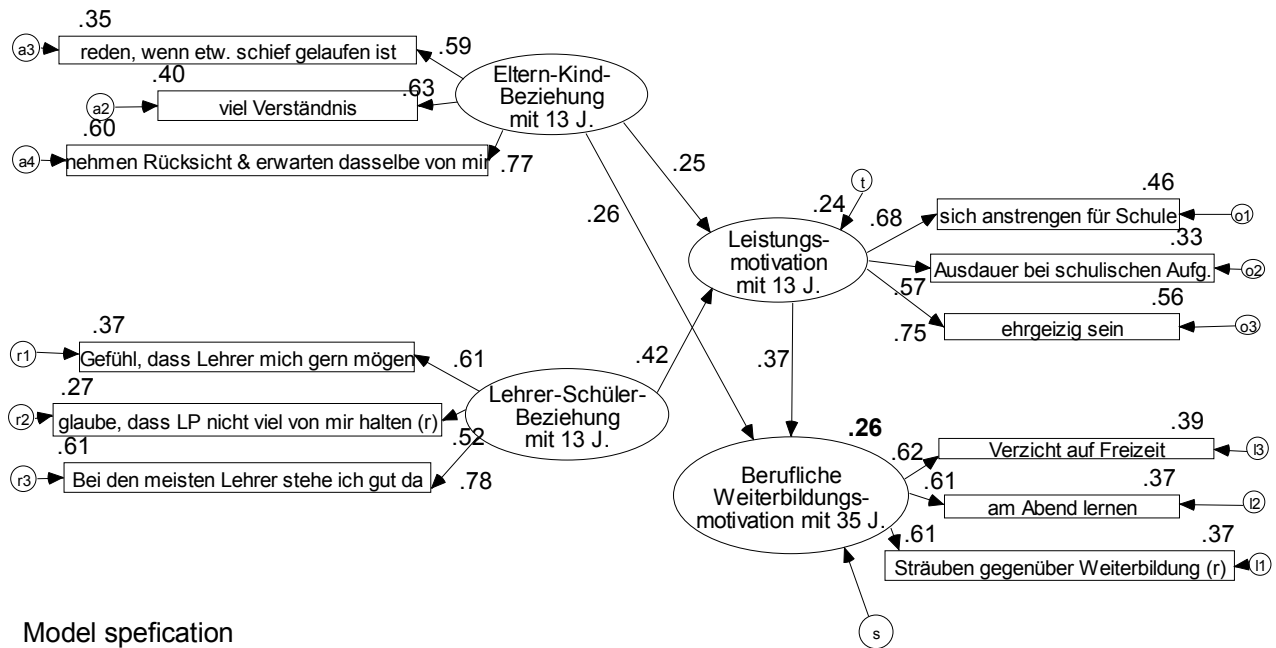 .35
a3
reden, wenn etw. schief gelaufen ist
.59
.40
a2
viel Verständnis
.63
.60
a4
nehmen Rücksicht & erwarten dasselbe von mir
.77
Eltern-Kind-
Beziehung
mit 13 J.
.25
.26
t
.24
Leistungs-
motivation
mit 13 J.
.68
.46
sich anstrengen für Schule
o1
.33
Ausdauer bei schulischen Aufg.
o2
.57
.56
.75
ehrgeizig sein
o3
.37
r1
Gefühl, dass Lehrer mich gern mögen
.61
.27
r2
glaube, dass LP nicht viel von mir halten (r)
.52
.61
r3
Bei den meisten Lehrer stehe ich gut da
.78
Lehrer-Schüler-
Beziehung
mit 13 J.
.42
.37
.26
Berufliche
Weiterbildungs-
motivation mit 35 J.
.62
.39
Verzicht auf Freizeit
l3
.61
.37
am Abend lernen
l2
.61
.37
Sträuben gegenüber Weiterbildung (r)
l1
s
Model spefication